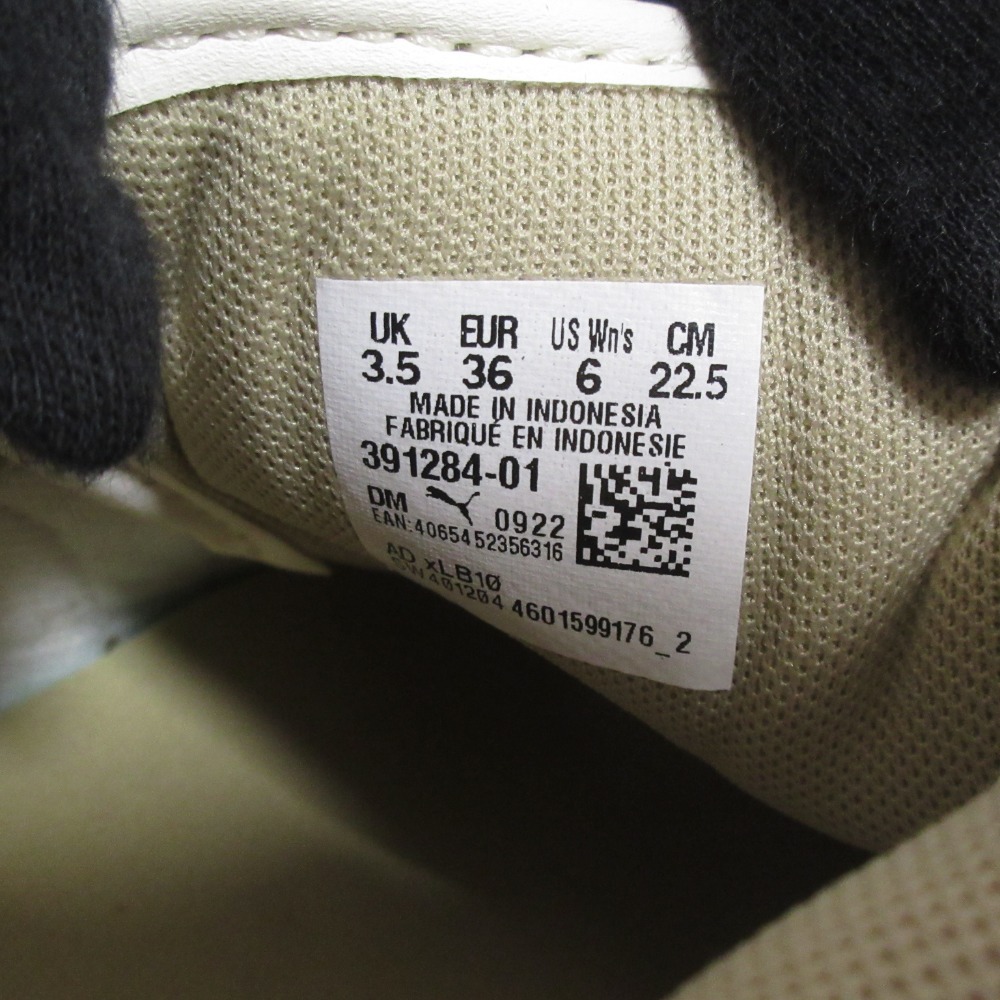 UK EUR US Wn's CM
3.5 36 6 22.5
MADE IN INDONESIA
FABRIQUÉ EN INDONESIE
391284-01
DM 0922
EAN:4065452356316
AD xLB10
SW401204 4601599176_2